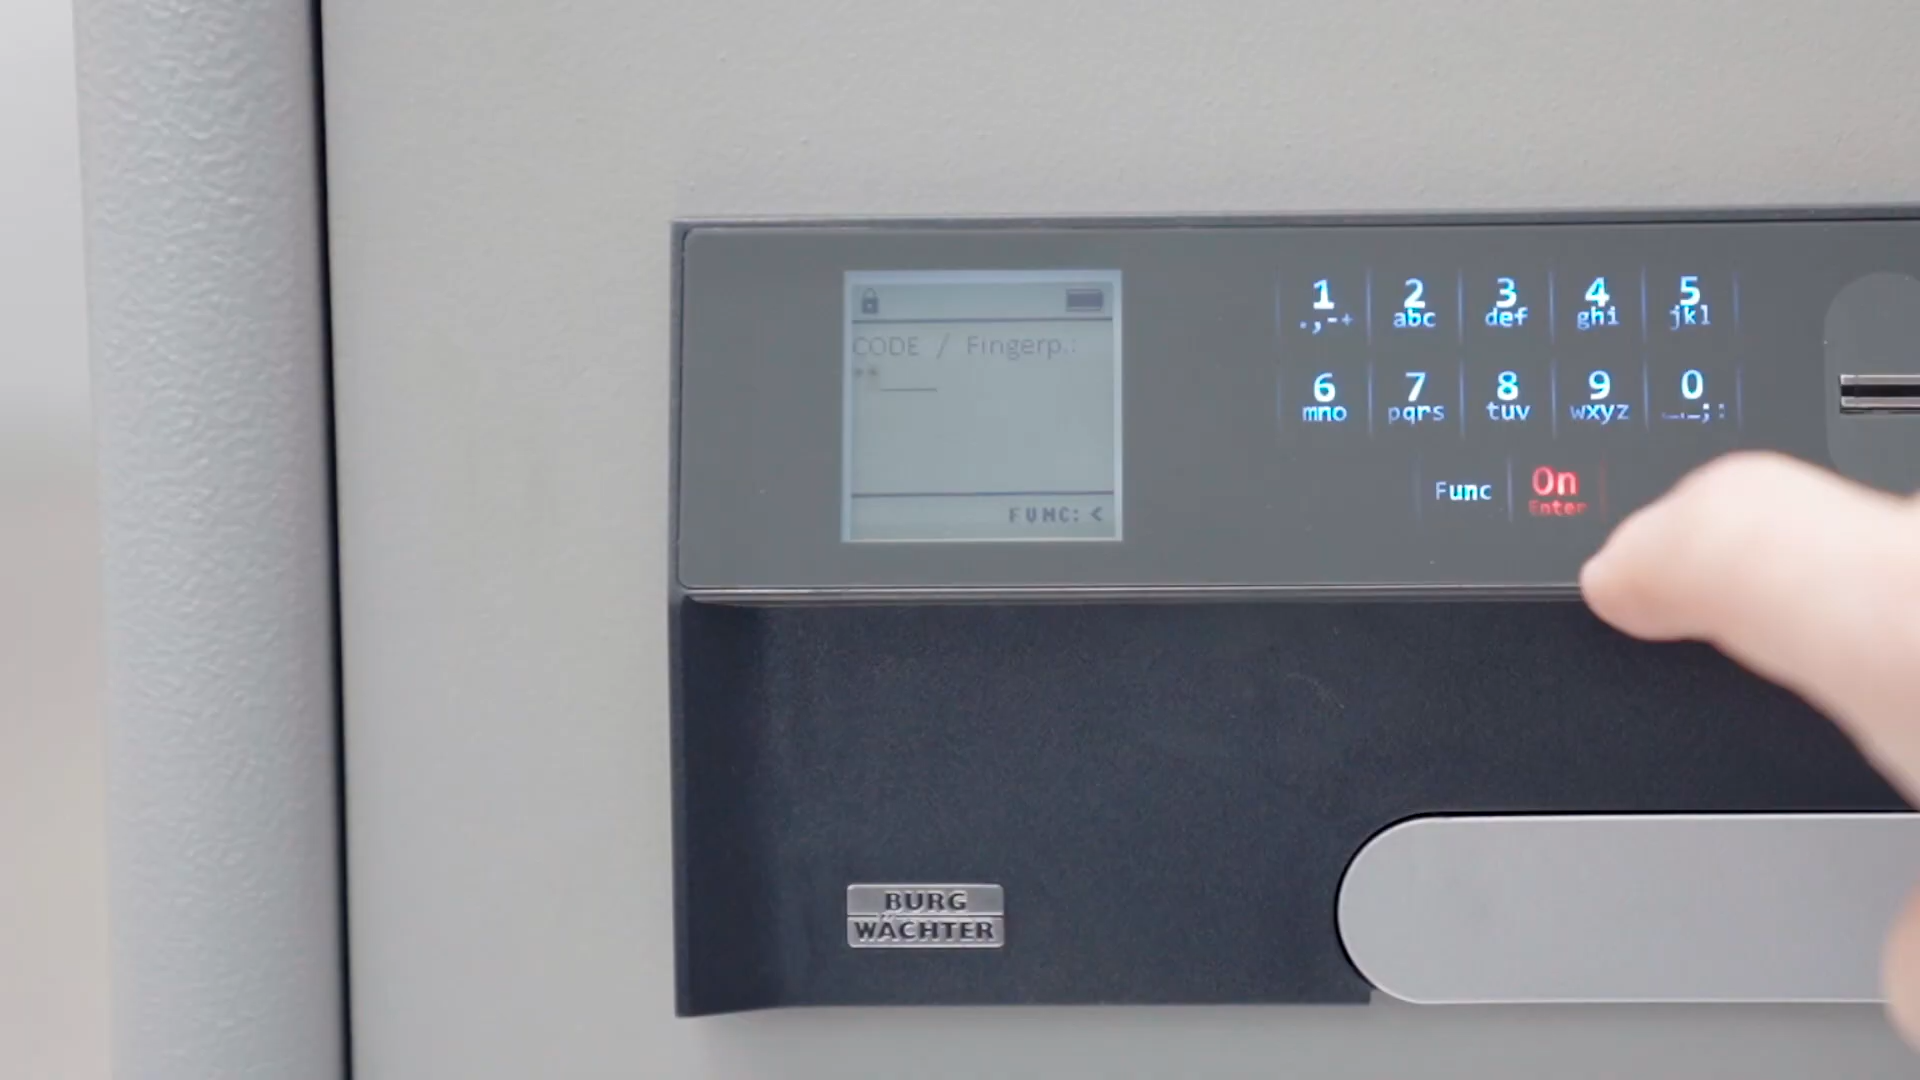 CODE / Fingerp.:
**____
FUNC: <
1 2 3 4 5
.,-+ abc def ghi jkl
6 7 8 9 0
mno pqrs tuv wxyz
Func On
Enter
BURG
WÄCHTER